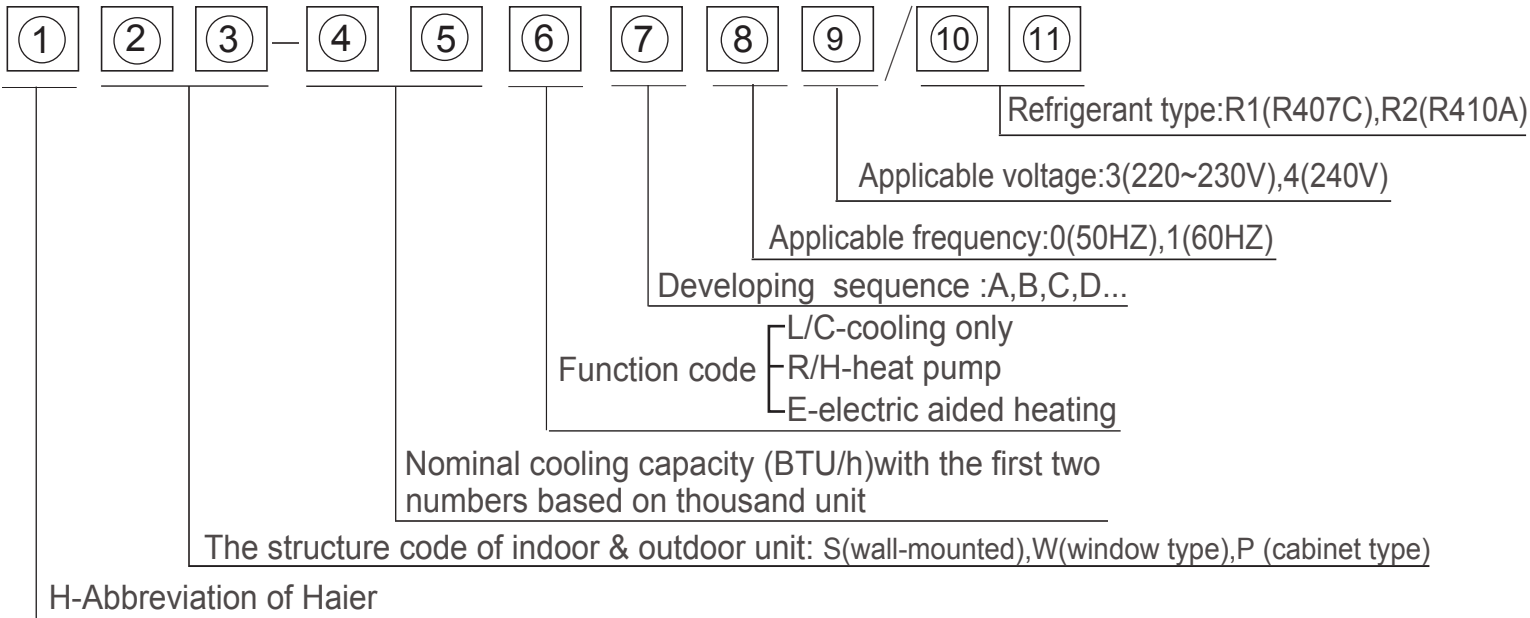 ① ② ③ – ④ ⑤ ⑥ ⑦ ⑧ ⑨ / ⑩ ⑪
Refrigerant type:R1(R407C),R2(R410A)
Applicable voltage:3(220~230V),4(240V)
Applicable frequency:0(50HZ),1(60HZ)
Developing sequence :A,B,C,D...
L/C-cooling only
Function code
R/H-heat pump
E-electric aided heating
Nominal cooling capacity (BTU/h)with the first two
numbers based on thousand unit
The structure code of indoor & outdoor unit: S(wall-mounted),W(window type),P (cabinet type)
H-Abbreviation of Haier